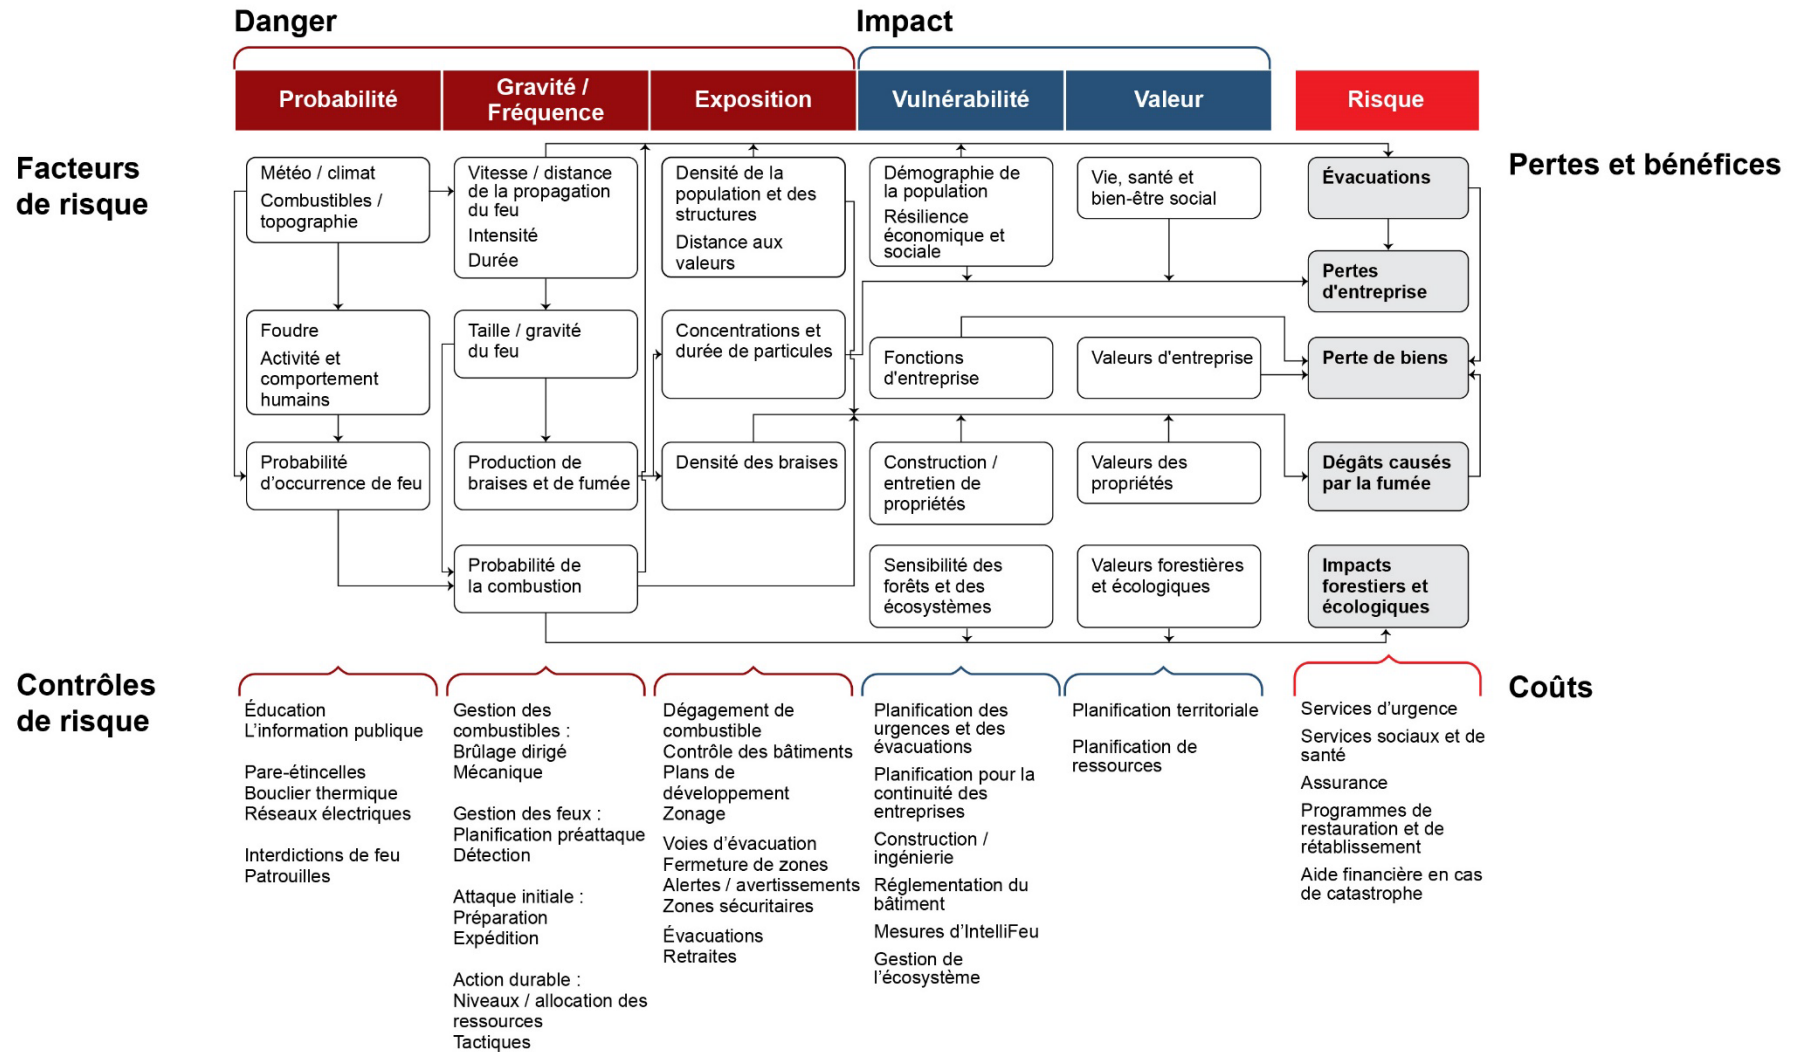 Danger
Impact
Probabilité
Gravité /
Fréquence
Exposition
Vulnérabilité
Valeur
Risque
Facteurs
de risque
Pertes et bénéfices
Météo / climat
Combustibles /
topographie
Vitesse / distance
de la propagation
du feu
Intensité
Durée
Densité de la
population et des
structures
Distance aux
valeurs
Démographie de
la population
Résilience
économique et
sociale
Vie, santé et
bien-être social
Évacuations
Pertes
d'entreprise
Foudre
Activité et
comportement
humains
Taille / gravité
du feu
Concentrations et
durée de particules
Fonctions
d'entreprise
Valeurs d'entreprise
Perte de biens
Probabilité
d’occurrence de feu
Production de
braises et de fumée
Densité des braises
Construction /
entretien de
propriétés
Valeurs des
propriétés
Dégâts causés
par la fumée
Probabilité de
la combustion
Sensibilité des
forêts et des
écosystèmes
Valeurs forestières
et écologiques
Impacts
forestiers et
écologiques
Contrôles
de risque
Coûts
Éducation
L’information publique
Pare-étincelles
Bouclier thermique
Réseaux électriques
Interdictions de feu
Patrouilles
Gestion des
combustibles :
Brûlage dirigé
Mécanique
Gestion des feux :
Planification préattaque
Détection
Attaque initiale :
Préparation
Expédition
Action durable :
Niveaux / allocation des
ressources
Tactiques
Dégagement de
combustible
Contrôle des bâtiments
Plans de
développement
Zonage
Voies d’évacuation
Fermeture de zones
Alertes / avertissements
Zones sécuritaires
Évacuations
Retraites
Planification des
urgences et des
évacuations
Planification pour la
continuité des
entreprises
Construction /
ingénierie
Réglementation du
bâtiment
Mesures d’IntelliFeu
Gestion de
l’écosystème
Planification territoriale
Planification de
ressources
Services d’urgence
Services sociaux et de
santé
Assurance
Programmes de
restauration et de
rétablissement
Aide financière en cas
de catastrophe